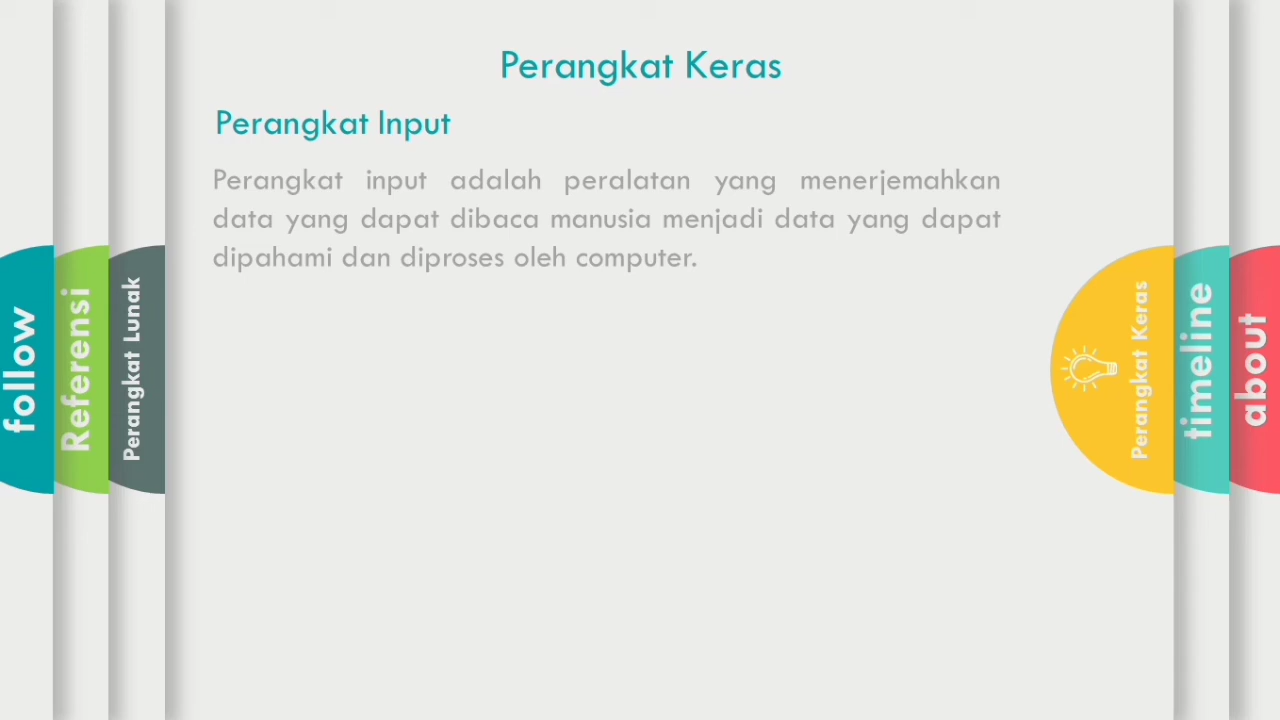 Perangkat Keras
Perangkat Input
Perangkat input adalah peralatan yang menerjemahkan
data yang dapat dibaca manusia menjadi data yang dapat
dipahami dan diproses oleh computer.
follow
Referensi
Perangkat Lunak
Perangkat Keras
timeline
about